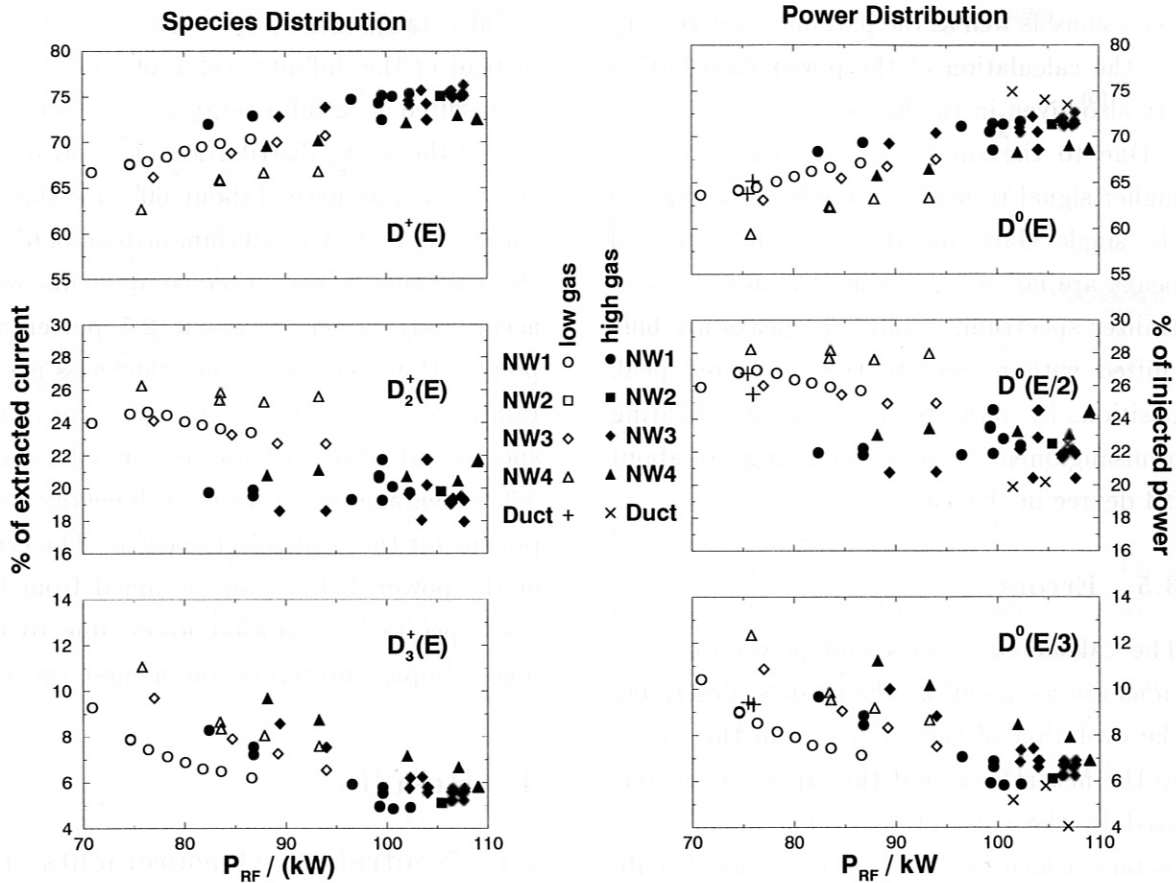 Species Distribution
Power Distribution
80
75
70
65
60
55
D⁺(E)
80
75
70
65
60
55
D⁰(E)
% of extracted current
% of injected power
low gas
high gas
NW1
NW2
NW3
NW4
Duct
NW1
NW2
NW3
NW4
Duct
30
28
26
24
22
20
18
16
D₂⁺(E)
30
28
26
24
22
20
18
16
D⁰(E/2)
14
12
10
8
6
4
D₃⁺(E)
14
12
10
8
6
4
D⁰(E/3)
70 80 90 100 110
70 80 90 100 110
P_RF / (kW)
P_RF / kW